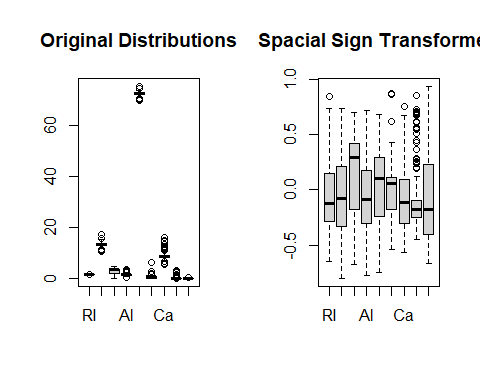 Original Distributions
Spacial Sign Transforme
60
40
20
0
RI
Al
Ca
1.0
0.5
0.0
-0.5
RI
Al
Ca